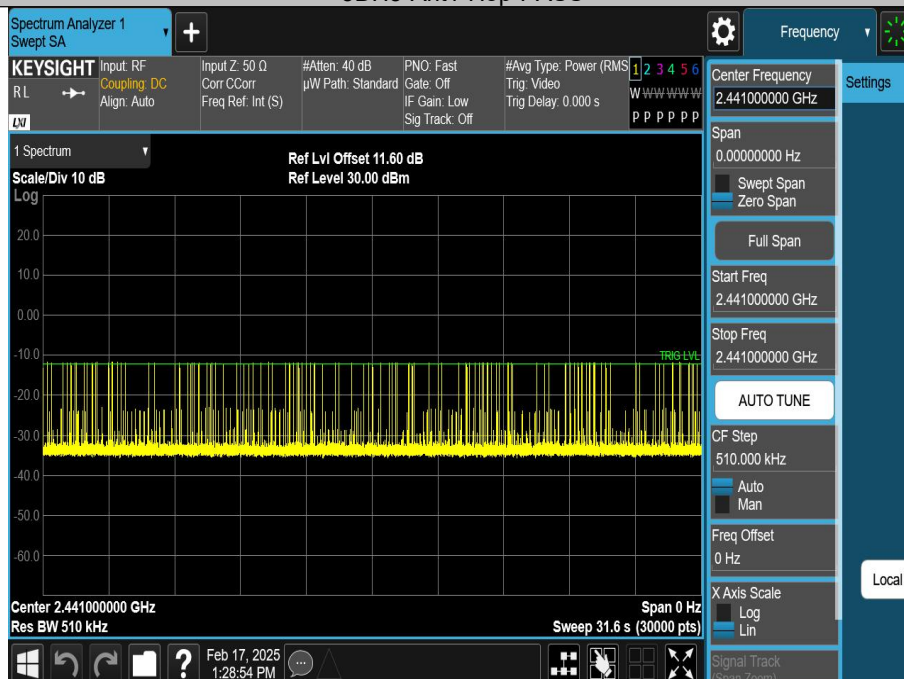 Spectrum Analyzer 1
Swept SA
Frequency
KEYSIGHT
Input: RF
Input Z: 50 Ω
#Atten: 40 dB
PNO: Fast
#Avg Type: Power (RMS
1 2 3 4 5 6
R L
Coupling: DC
Corr CCorr
µW Path: Standard
Gate: Off
Trig: Video
W W W W W W
Align: Auto
Freq Ref: Int (S)
IF Gain: Low
Trig Delay: 0.000 s
LXI
Sig Track: Off
P P P P P P
1 Spectrum
Ref Lvl Offset 11.60 dB
Scale/Div 10 dB
Ref Level 30.00 dBm
Log
20.0
10.0
0.00
-10.0
TRIG LVL
-20.0
-30.0
-40.0
-50.0
-60.0
Center 2.441000000 GHz
Span 0 Hz
Res BW 510 kHz
Sweep 31.6 s (30000 pts)
Feb 17, 2025
1:28:54 PM
Center Frequency
2.441000000 GHz
Settings
Span
0.00000000 Hz
Swept Span
Zero Span
Full Span
Start Freq
2.441000000 GHz
Stop Freq
2.441000000 GHz
AUTO TUNE
CF Step
510.000 kHz
Auto
Man
Freq Offset
0 Hz
Local
X Axis Scale
Log
Lin
Signal Track
(Span Zoom)